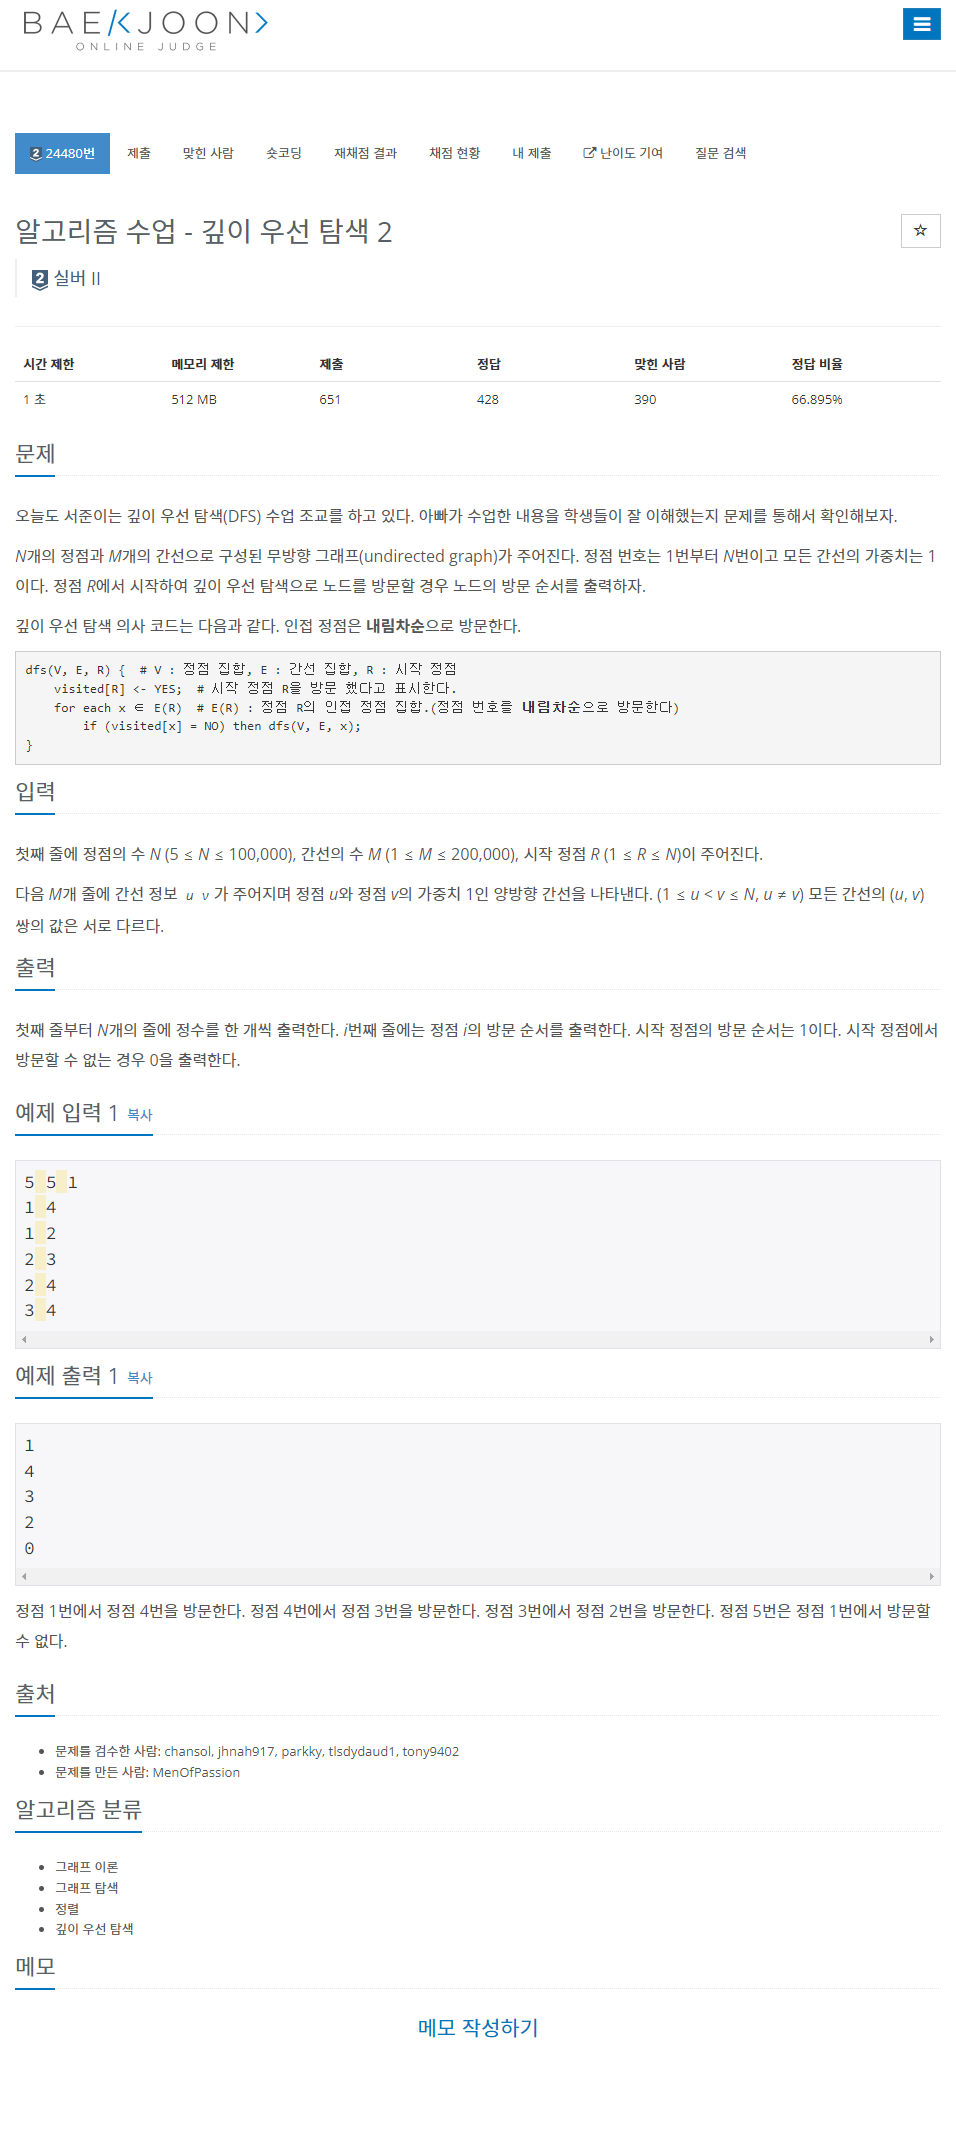 BAEKJOON
ONLINE JUDGE
2 24480번 제출 맞힌 사람 숏코딩 재채점 결과 채점 현황 내 제출 난이도 기여 질문 검색
알고리즘 수업 - 깊이 우선 탐색 2
2 실버 II
시간 제한 메모리 제한 제출 정답 맞힌 사람 정답 비율
1 초 512 MB 651 428 390 66.895%
문제
오늘도 서준이는 깊이 우선 탐색(DFS) 수업 조교를 하고 있다. 아빠가 수업한 내용을 학생들이 잘 이해했는지 문제를 통해서 확인해보자.
N개의 정점과 M개의 간선으로 구성된 무방향 그래프(undirected graph)가 주어진다. 정점 번호는 1번부터 N번이고 모든 간선의 가중치는 1
이다. 정점 R에서 시작하여 깊이 우선 탐색으로 노드를 방문할 경우 노드의 방문 순서를 출력하자.
깊이 우선 탐색 의사 코드는 다음과 같다. 인접 정점은 내림차순으로 방문한다.
dfs(V, E, R) {  # V : 정점 집합, E : 간선 집합, R : 시작 정점
    visited[R] <- YES;  # 시작 정점 R을 방문 했다고 표시한다.
    for each x ∈ E(R)  # E(R) : 정점 R의 인접 정점 집합.(정점 번호를 내림차순으로 방문한다)
        if (visited[x] = NO) then dfs(V, E, x);
}
입력
첫째 줄에 정점의 수 N (5 ≤ N ≤ 100,000), 간선의 수 M (1 ≤ M ≤ 200,000), 시작 정점 R (1 ≤ R ≤ N)이 주어진다.
다음 M개 줄에 간선 정보 u v 가 주어지며 정점 u와 정점 v의 가중치 1인 양방향 간선을 나타낸다. (1 ≤ u < v ≤ N, u ≠ v) 모든 간선의 (u, v)
쌍의 값은 서로 다르다.
출력
첫째 줄부터 N개의 줄에 정수를 한 개씩 출력한다. i번째 줄에는 정점 i의 방문 순서를 출력한다. 시작 정점의 방문 순서는 1이다. 시작 정점에서
방문할 수 없는 경우 0을 출력한다.
예제 입력 1 복사
5 5 1
1 4
1 2
2 3
2 4
3 4
예제 출력 1 복사
1
4
3
2
0
정점 1번에서 정점 4번을 방문한다. 정점 4번에서 정점 3번을 방문한다. 정점 3번에서 정점 2번을 방문한다. 정점 5번은 정점 1번에서 방문할
수 없다.
출처
문제를 검수한 사람: chansol, jhnah917, parkky, tlsdydaud1, tony9402
문제를 만든 사람: MenOfPassion
알고리즘 분류
그래프 이론
그래프 탐색
정렬
깊이 우선 탐색
메모
메모 작성하기